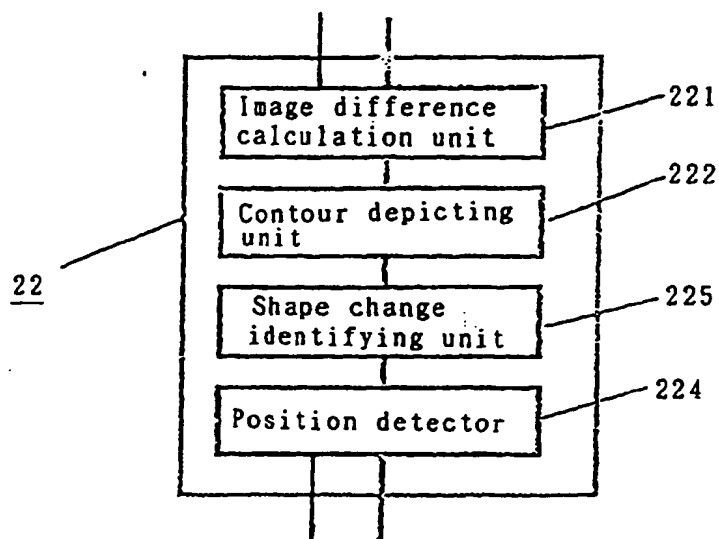 Image difference
calculation unit
221
Contour depicting
unit
222
22
Shape change
identifying unit
225
Position detector
224